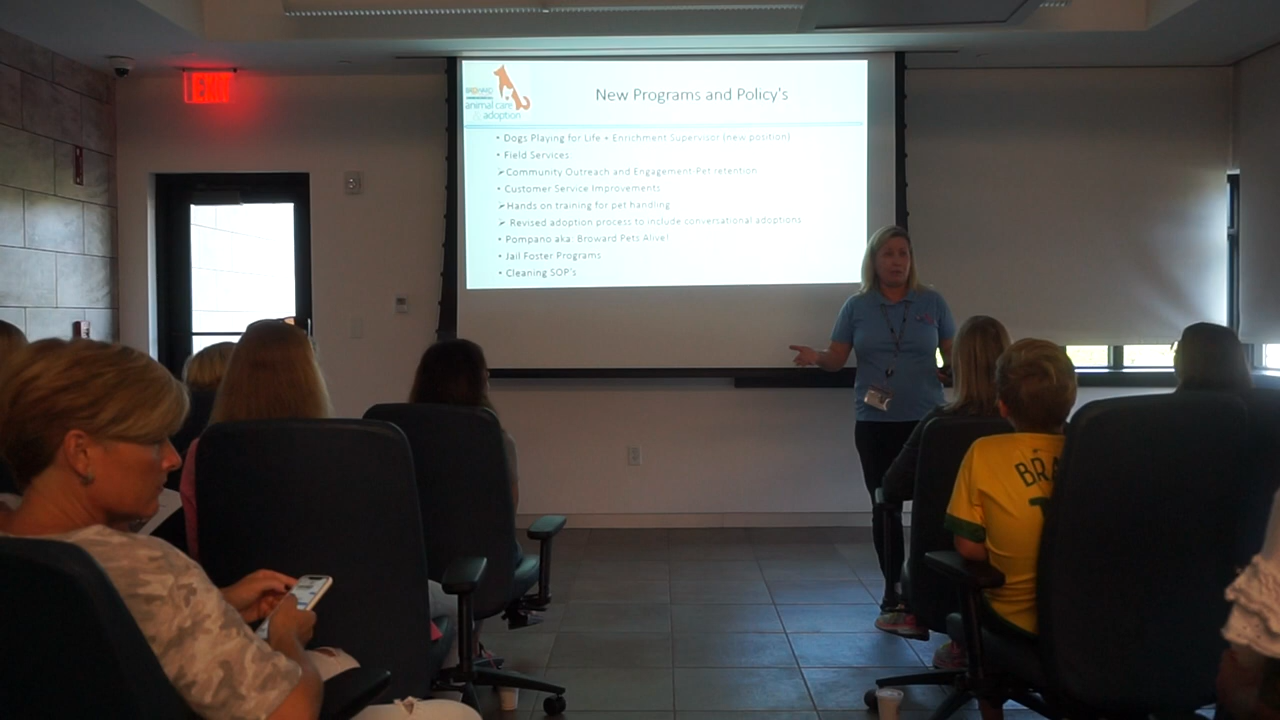 EXIT
BROWARD
animal care
& adoption
New Programs and Policy's
• Dogs Playing for Life + Enrichment Supervisor (new position)
• Field Services
➢Community Outreach and Engagement-Pet retention
• Customer Service Improvements
➢Hands on training for pet handling
➢ Revised adoption process to include conversational adoptions
• Pompano aka: Broward Pets Alive!
• Jail Foster Programs
• Cleaning SOP's
BRA